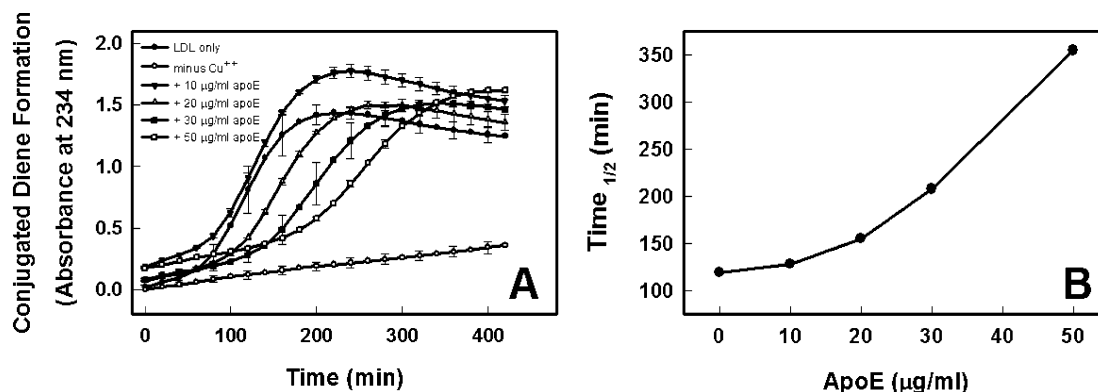 Conjugated Diene Formation
(Absorbance at 234 nm)
2.0
1.5
1.0
0.5
0.0
LDL only
minus Cu++
+ 10 μg/ml apoE
+ 20 μg/ml apoE
+ 30 μg/ml apoE
+ 50 μg/ml apoE
A
0 100 200 300 400
Time (min)
Time 1/2 (min)
350
300
250
200
150
100
B
0 10 20 30 40 50
ApoE (μg/ml)